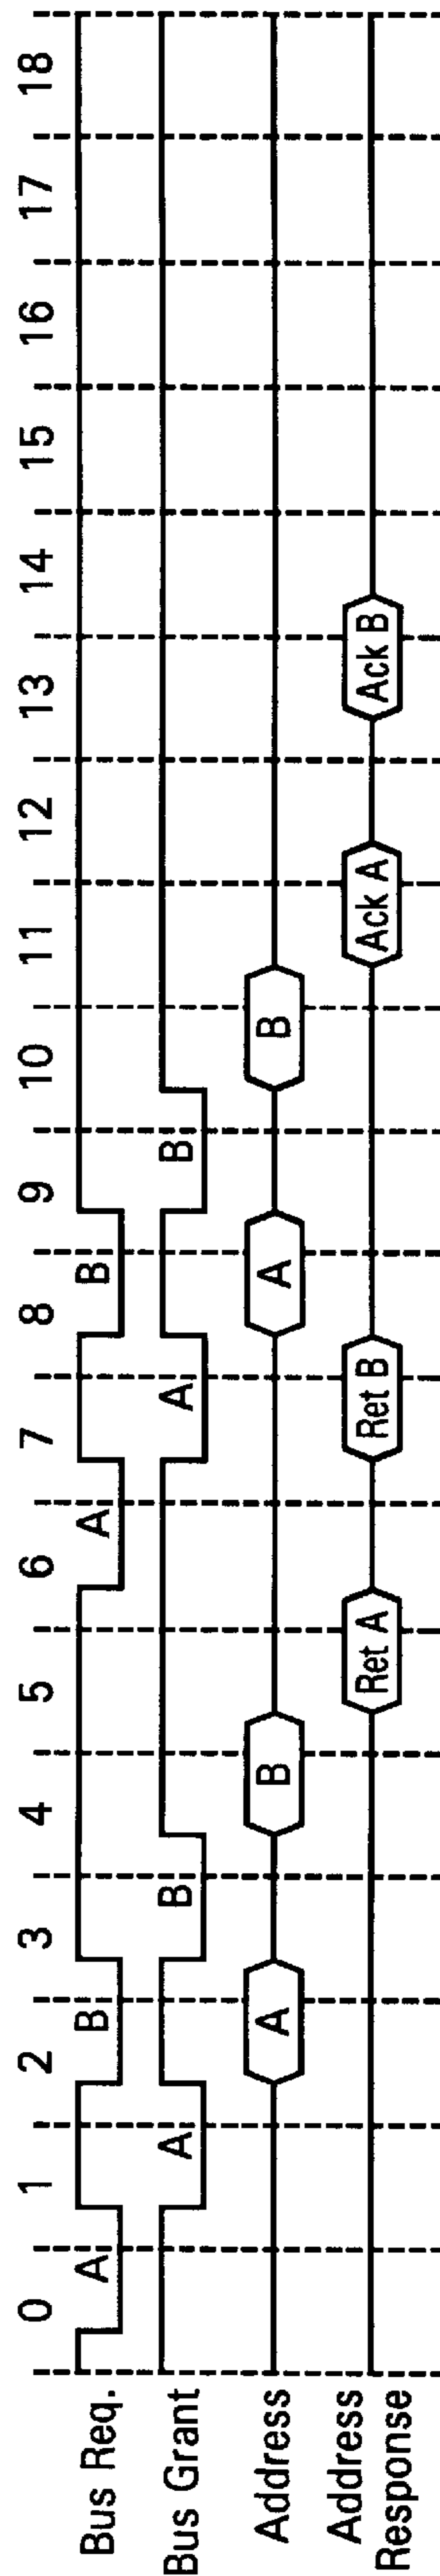 0 1 2 3 4 5 6 7 8 9 10 11 12 13 14 15 16 17 18
Bus Req. A B A B
Bus Grant A B A B
Address A B A B
Address
Response Ret A Ret B Ack A Ack B